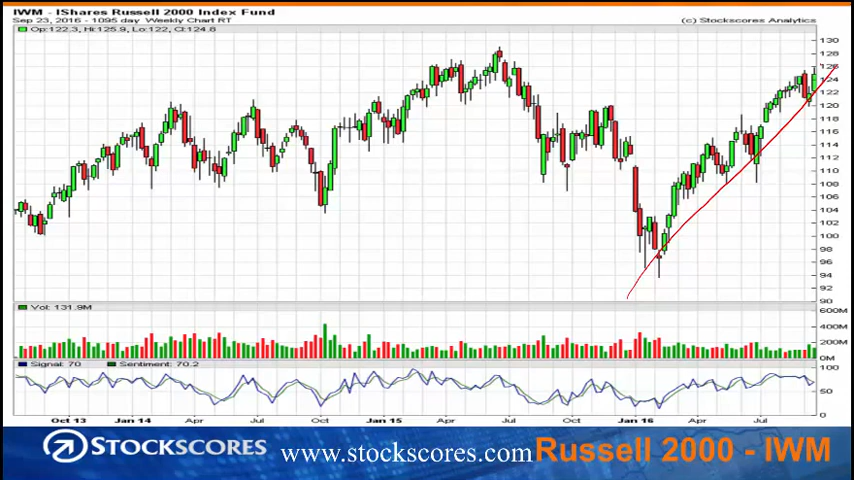 IWM - IShares Russell 2000 Index Fund
Sep 23, 2016 - 1095 day Weekly Chart RT
(c) Stockscores Analytics
Op:122.3, Hi:125.9, Lo:122, Cl:124.8
130
128
126
124
122
120
118
116
114
112
110
108
106
104
102
100
98
96
94
92
90
Vol: 131.9M
600M
400M
200M
0M
Signal: 70
Sentiment: 70.2
100
50
0
Oct 13 Jan 14 Apr Jul Oct Jan 15 Apr Jul Oct Jan 16 Apr Jul
STOCKSCORES www.stockscores.com Russell 2000 - IWM